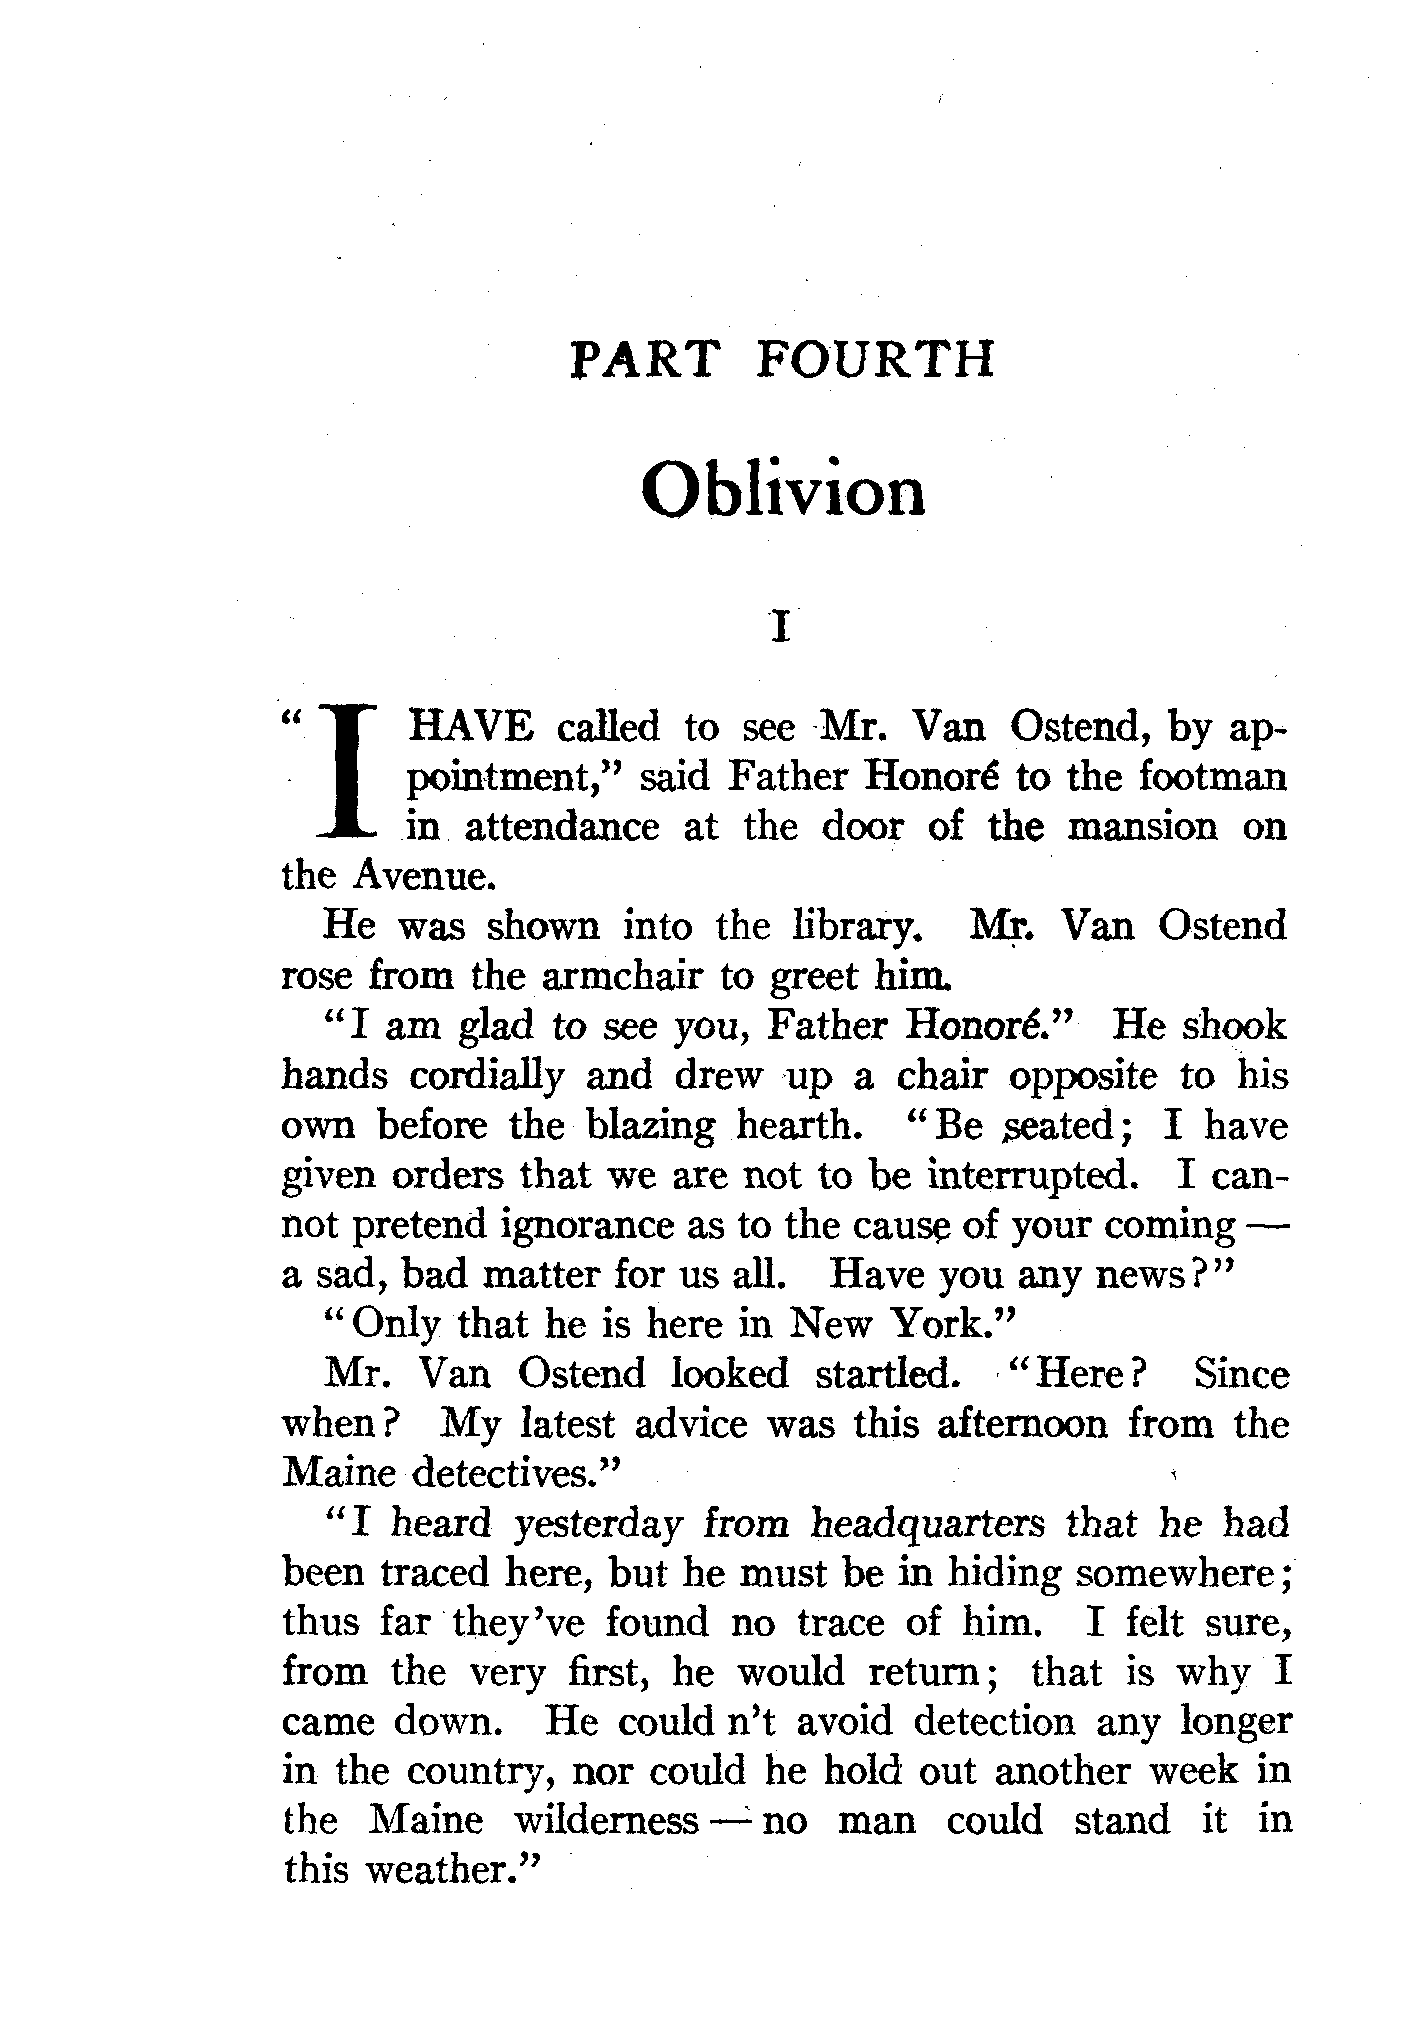 PART FOURTH
Oblivion
I
“I HAVE called to see Mr. Van Ostend, by ap-
pointment,” said Father Honoré to the footman
in attendance at the door of the mansion on
the Avenue.
He was shown into the library. Mr. Van Ostend
rose from the armchair to greet him.
“I am glad to see you, Father Honoré.” He shook
hands cordially and drew up a chair opposite to his
own before the blazing hearth. “Be seated; I have
given orders that we are not to be interrupted. I can-
not pretend ignorance as to the cause of your coming —
a sad, bad matter for us all. Have you any news?”
“Only that he is here in New York.”
Mr. Van Ostend looked startled. “Here? Since
when? My latest advice was this afternoon from the
Maine detectives.”
“I heard yesterday from headquarters that he had
been traced here, but he must be in hiding somewhere;
thus far they’ve found no trace of him. I felt sure,
from the very first, he would return; that is why I
came down. He could n’t avoid detection any longer
in the country, nor could he hold out another week in
the Maine wilderness — no man could stand it in
this weather.”